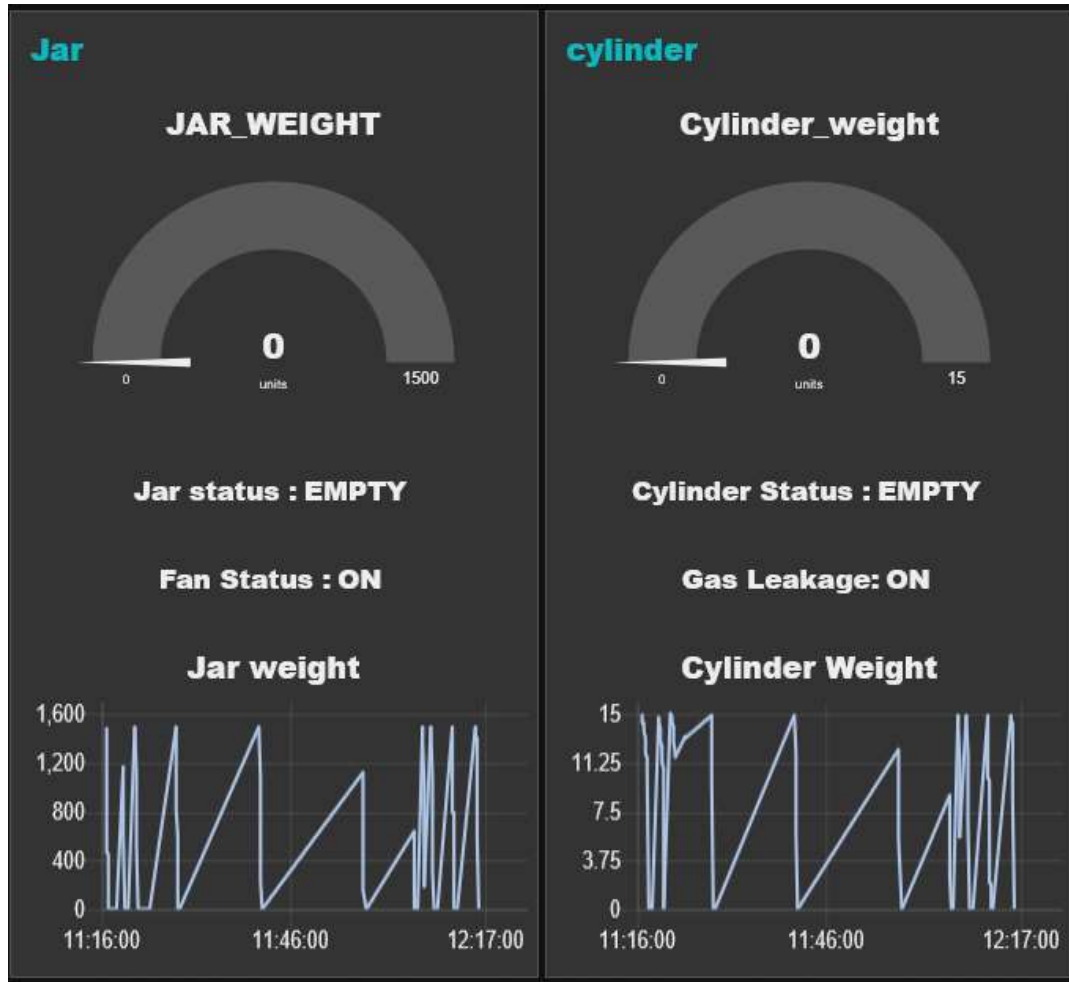 Jar
JAR_WEIGHT
0
units
0
1500
Jar status : EMPTY
Fan Status : ON
Jar weight
1,600
1,200
800
400
0
11:16:00
11:46:00
12:17:00
cylinder
Cylinder_weight
0
units
0
15
Cylinder Status : EMPTY
Gas Leakage: ON
Cylinder Weight
15
11.25
7.5
3.75
0
11:16:00
11:46:00
12:17:00